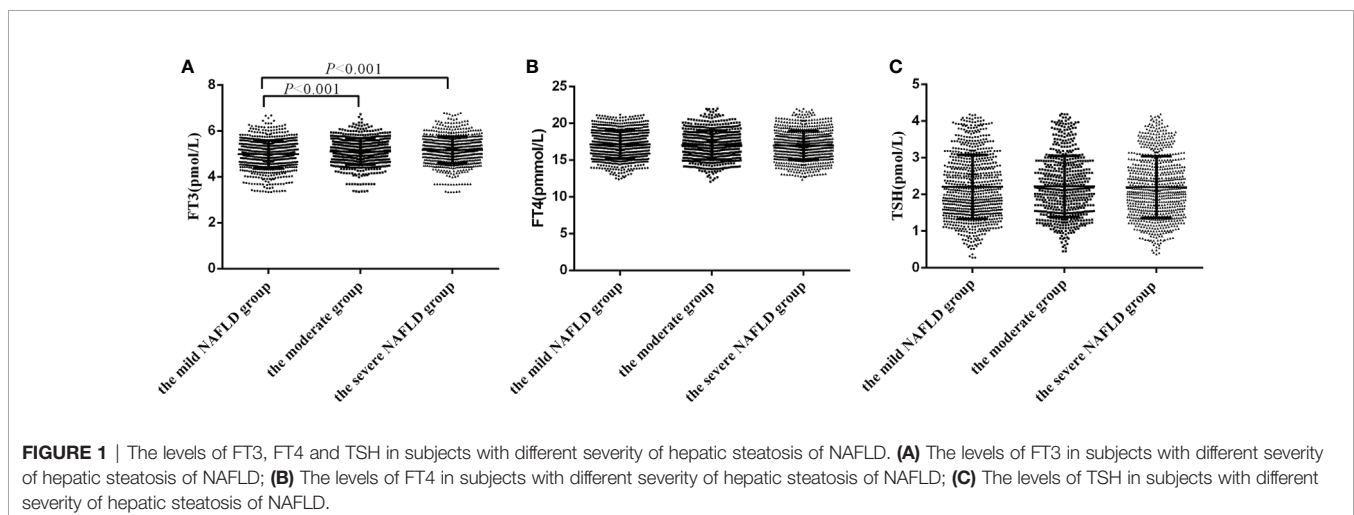 A
P<0.001
P<0.001
8
6
4
2
0
FT3(pmol/L)
the mild NAFLD group
the moderate group
the severe NAFLD group
B
25
20
15
10
5
0
FT4(pmmol/L)
the mild NAFLD group
the moderate group
the severe NAFLD group
C
5
4
3
2
1
0
TSH(pmol/L)
the mild NAFLD group
the moderate group
the severe NAFLD group
FIGURE 1 | The levels of FT3, FT4 and TSH in subjects with different severity of hepatic steatosis of NAFLD. (A) The levels of FT3 in subjects with different severity
of hepatic steatosis of NAFLD; (B) The levels of FT4 in subjects with different severity of hepatic steatosis of NAFLD; (C) The levels of TSH in subjects with different
severity of hepatic steatosis of NAFLD.